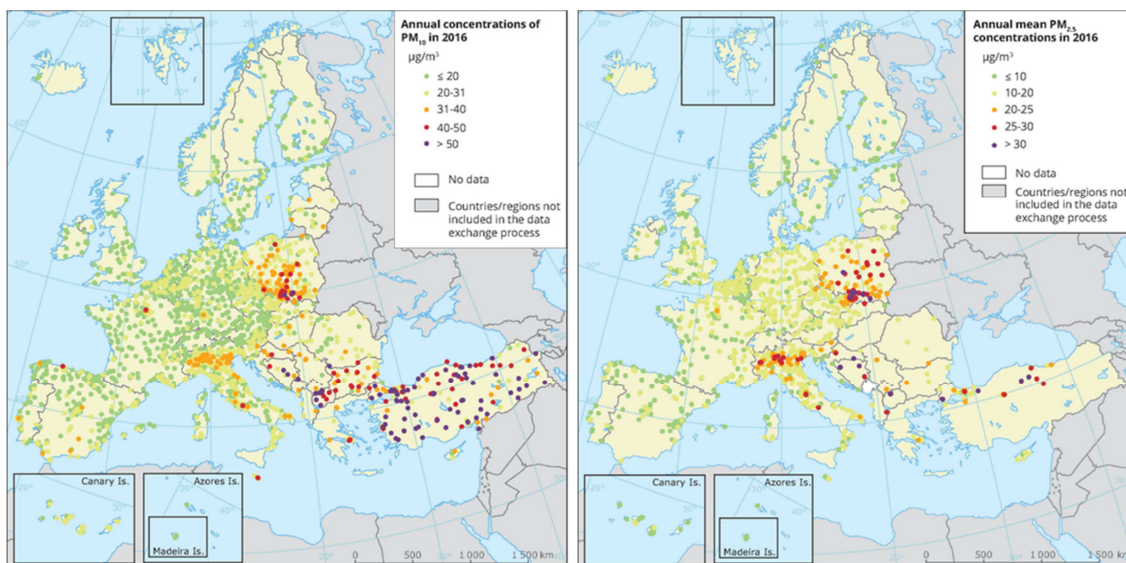 Annual concentrations of
PM10 in 2016
µg/m³
≤ 20
20-31
31-40
40-50
> 50
No data
Countries/regions not
included in the data
exchange process
Canary Is.
Azores Is.
Madeira Is.
0 500 1 000 1 500 km
Annual mean PM2.5
concentrations in 2016
µg/m³
≤ 10
10-20
20-25
25-30
> 30
No data
Countries/regions not
included in the data
exchange process
Canary Is.
Azores Is.
Madeira Is.
0 500 1 000 1 500 km